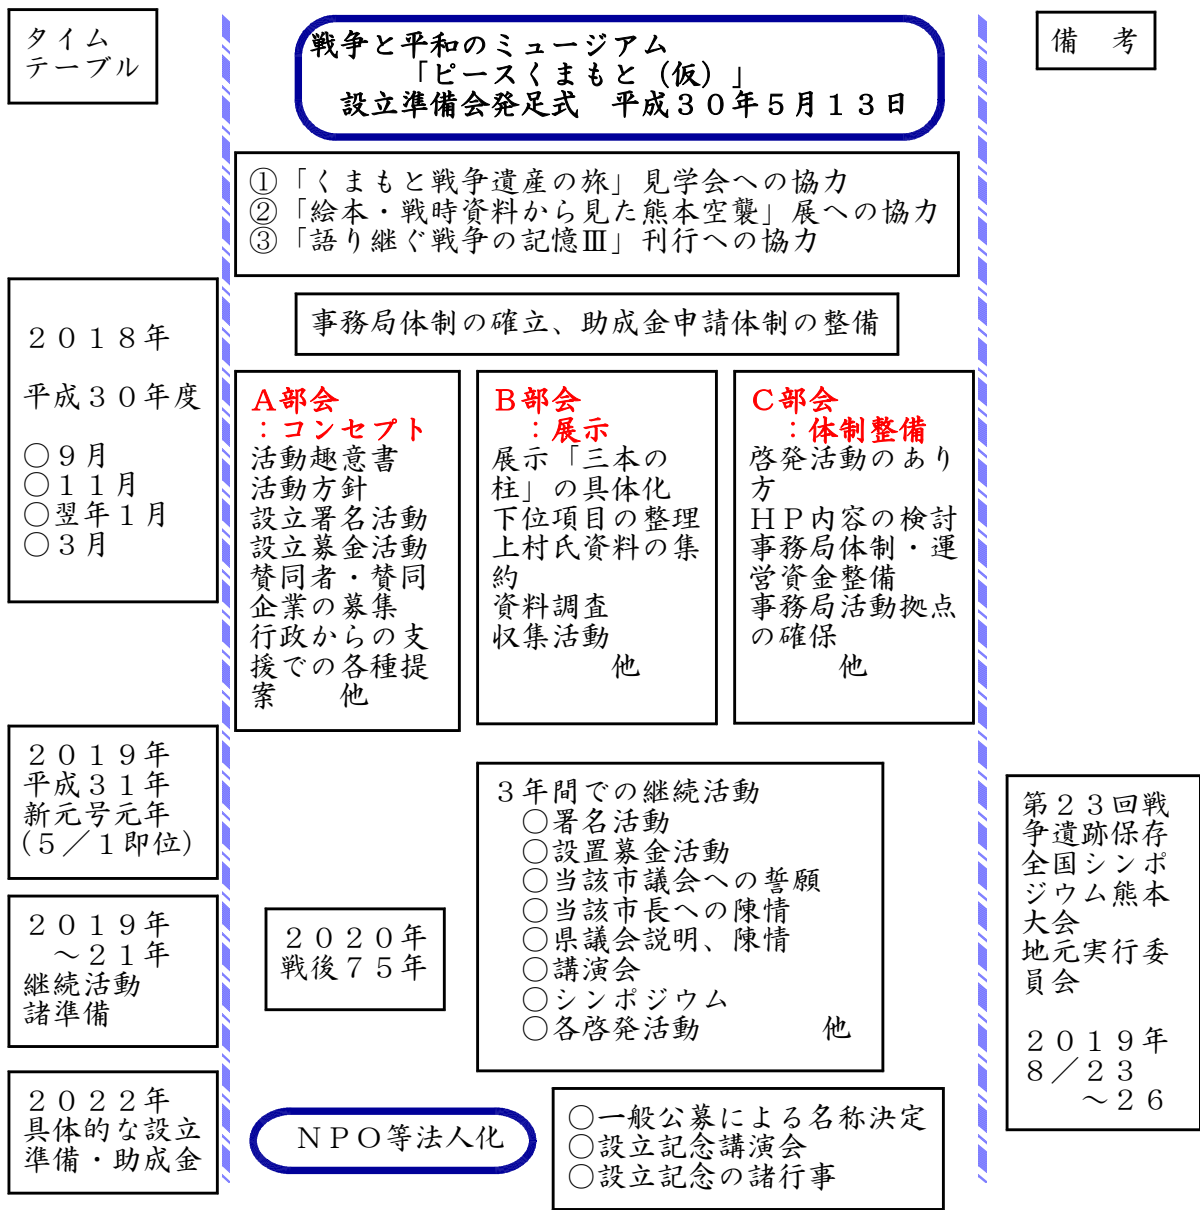 タイム
テーブル
戦争と平和のミュージアム
「ピースくまもと（仮）」
設立準備会発足式　平成３０年５月１３日
備　考
①「くまもと戦争遺産の旅」見学会への協力
②「絵本・戦時資料から見た熊本空襲」展への協力
③「語り継ぐ戦争の記憶Ⅲ」刊行への協力
２０１８年
平成３０年度
○９月
○１１月
○翌年１月
○３月
事務局体制の確立、助成金申請体制の整備
Ａ部会
：コンセプト
活動趣意書
活動方針
設立署名活動
設立募金活動
賛同者・賛同
企業の募集
行政からの支
援での各種提
案　　他
Ｂ部会
：展示
展示「三本の
柱」の具体化
下位項目の整理
上村氏資料の集
約
資料調査
収集活動
他
Ｃ部会
：体制整備
啓発活動のあり
方
ＨＰ内容の検討
事務局体制・運
営資金整備
事務局活動拠点
の確保
他
２０１９年
平成３１年
新元号元年
（５／１即位）
２０１９年
～２１年
継続活動
諸準備
２０２０年
戦後７５年
３年間での継続活動
○署名活動
○設置募金活動
○当該市議会への誓願
○当該市長への陳情
○県議会説明、陳情
○講演会
○シンポジウム
○各啓発活動　　　　他
第２３回戦
争遺跡保存
全国シンポ
ジウム熊本
大会
地元実行委
員会
２０１９年
８／２３
～２６
２０２２年
具体的な設立
準備・助成金
ＮＰＯ等法人化
○一般公募による名称決定
○設立記念講演会
○設立記念の諸行事